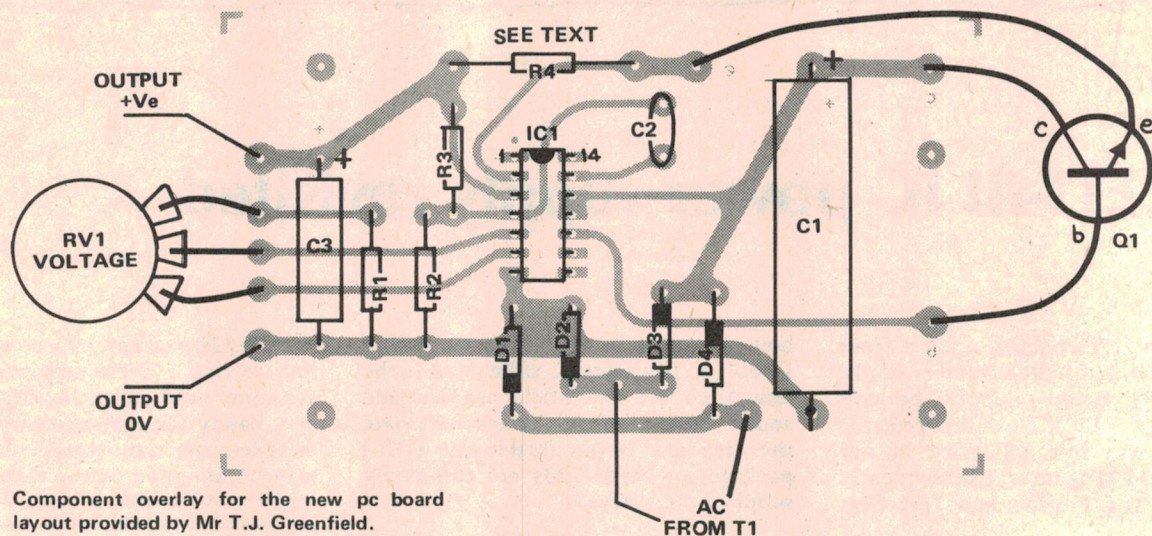 SEE TEXT
R4
OUTPUT
+Ve
+
+
IC1
1
14
C2
R3
+
+
c
e
b
Q1
RV1
VOLTAGE
C3
R1
R2
C1
D1
D2
D3
D4
OUTPUT
0V
AC
FROM T1
Component overlay for the new pc board
layout provided by Mr T.J. Greenfield.